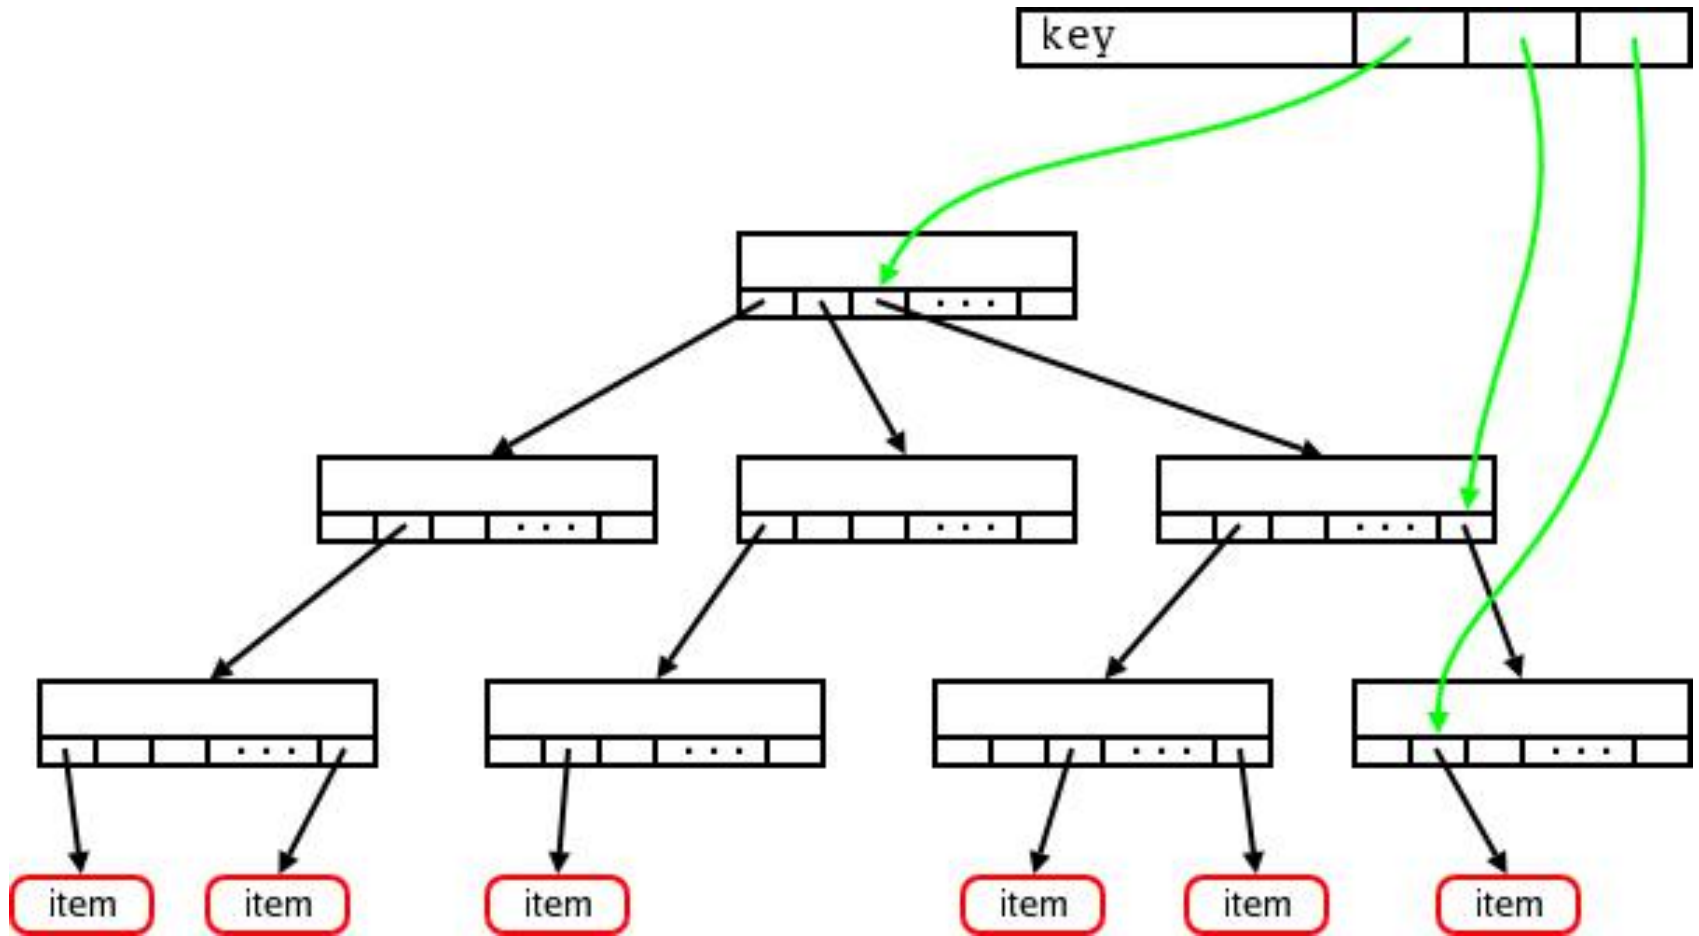 key
. . .
. . .
. . .
. . .
. . .
. . .
. . .
. . .
item
item
item
item
item
item